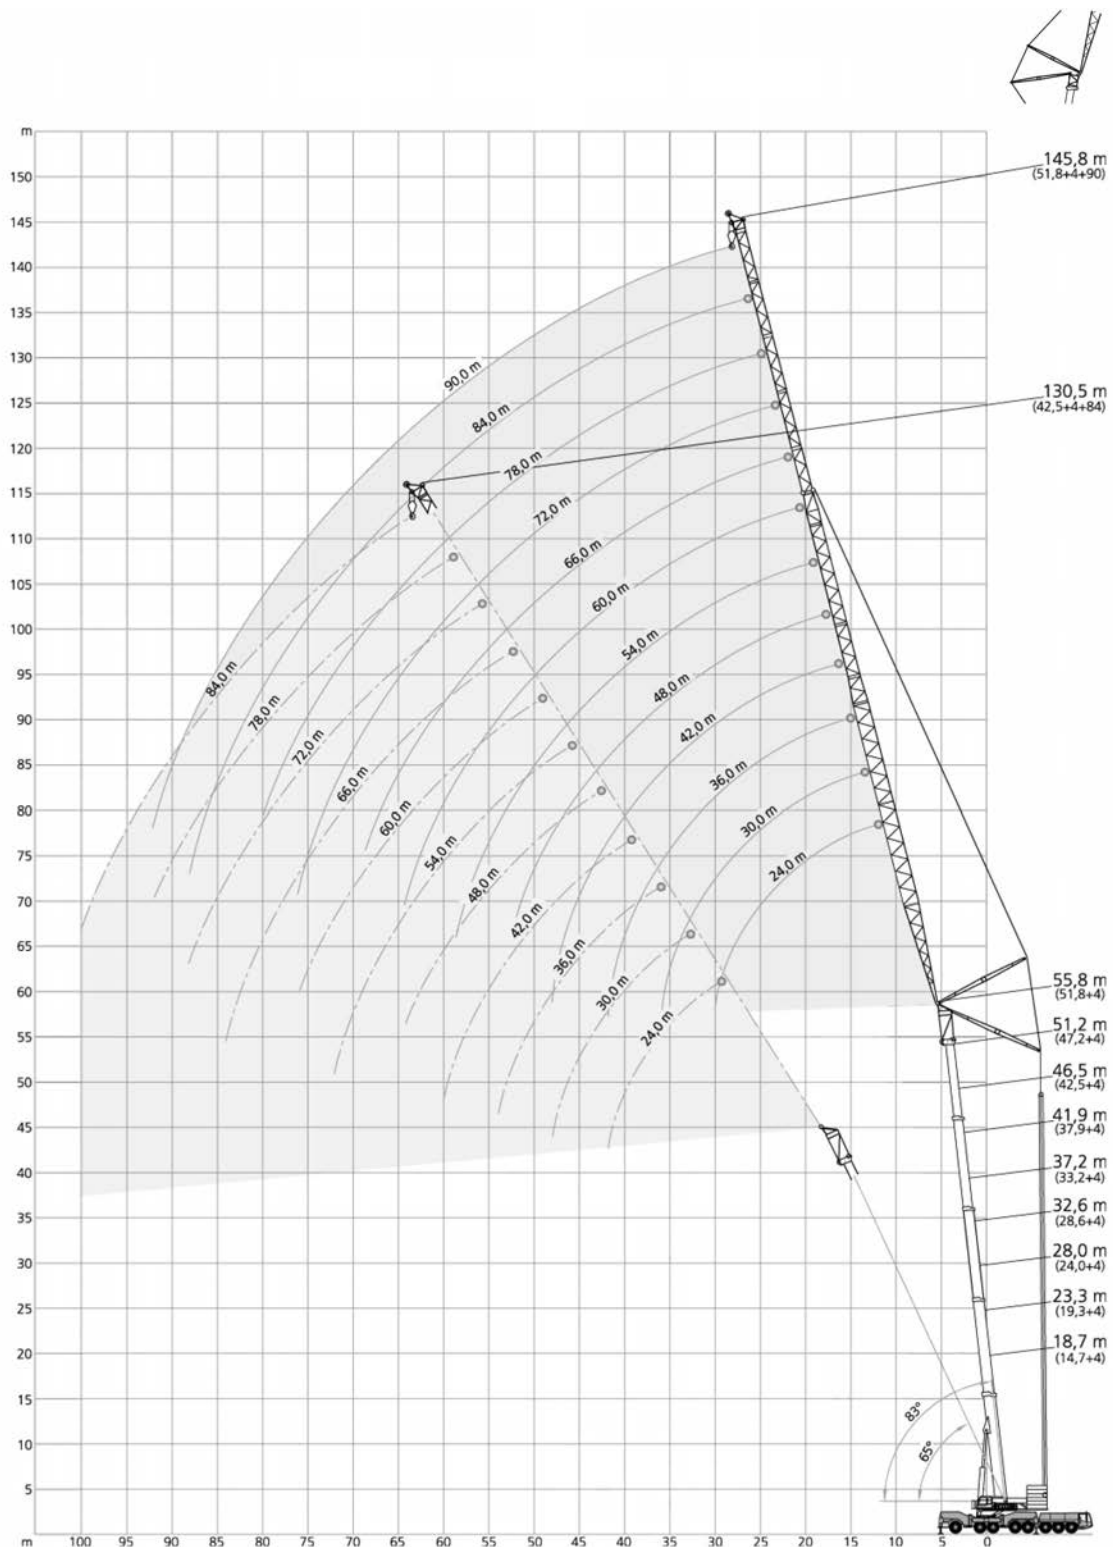 m
145,8 m
(51,8+4+90)
150
145
140
135
130
125
120
115
110
105
100
95
90
85
80
75
70
65
60
55
50
45
40
35
30
25
20
15
10
5
130,5 m
(42,5+4+84)
90,0 m
84,0 m
78,0 m
72,0 m
66,0 m
60,0 m
54,0 m
48,0 m
42,0 m
36,0 m
30,0 m
24,0 m
84,0 m
78,0 m
72,0 m
66,0 m
60,0 m
54,0 m
48,0 m
42,0 m
36,0 m
30,0 m
24,0 m
55,8 m
(51,8+4)
51,2 m
(47,2+4)
46,5 m
(42,5+4)
41,9 m
(37,9+4)
37,2 m
(33,2+4)
32,6 m
(28,6+4)
28,0 m
(24,0+4)
23,3 m
(19,3+4)
18,7 m
(14,7+4)
83°
65°
m 100 95 90 85 80 75 70 65 60 55 50 45 40 35 30 25 20 15 10 5 0